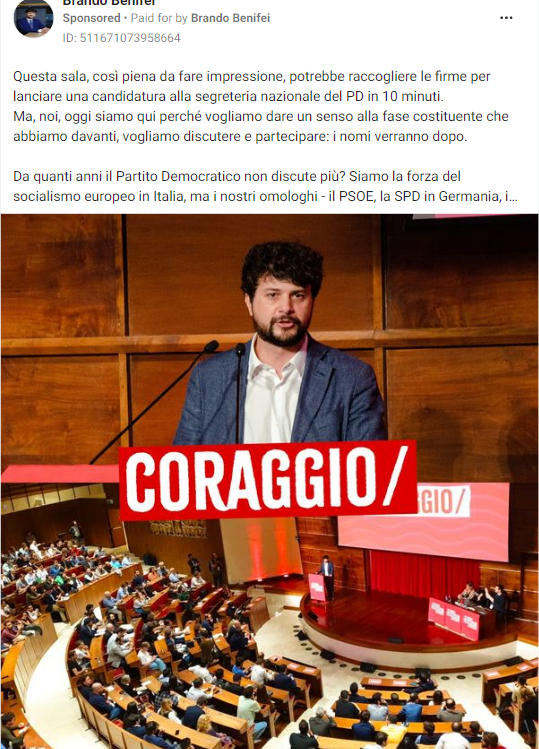 Brando Benifei
Sponsored • Paid for by Brando Benifei
ID: 511671073958664
Questa sala, così piena da fare impressione, potrebbe raccogliere le firme per
lanciare una candidatura alla segreteria nazionale del PD in 10 minuti.
Ma, noi, oggi siamo qui perché vogliamo dare un senso alla fase costituente che
abbiamo davanti, vogliamo discutere e partecipare: i nomi verranno dopo.
Da quanti anni il Partito Democratico non discute più? Siamo la forza del
socialismo europeo in Italia, ma i nostri omologhi - il PSOE, la SPD in Germania, i…
CORAGGIO/
GGIO/